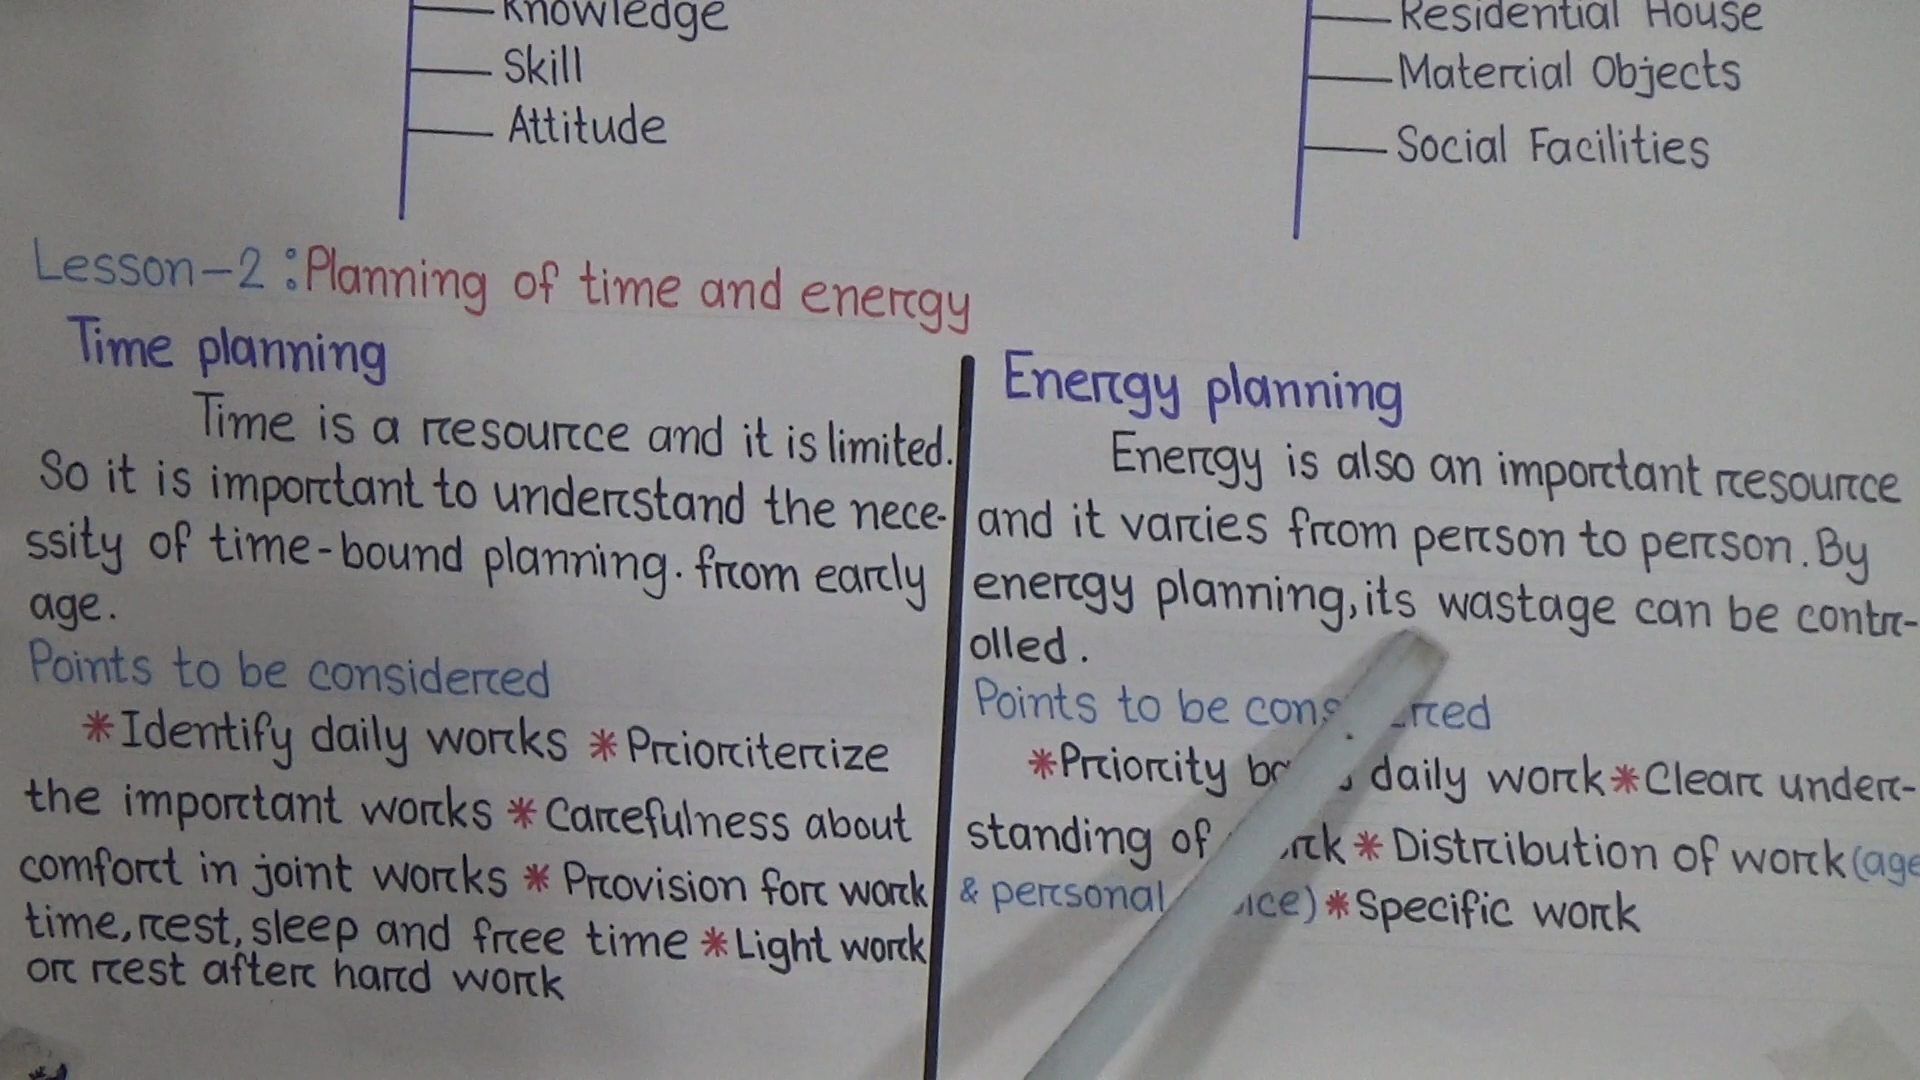 Knowledge
Skill
Attitude
Residential House
Material Objects
Social Facilities
Lesson-2 : Planning of time and energy
Time planning
Time is a resource and it is limited.
So it is important to understand the nece-
ssity of time-bound planning. from early
age.
Points to be considered
* Identify daily works * Prioriterize
the important works * Carefulness about
comfort in joint works * Provision for work
time, rest, sleep and free time * Light work
or rest after hard work
Energy planning
Energy is also an important resource
and it varies from person to person. By
energy planning, its wastage can be contr-
olled.
Points to be
* Priority daily work * Clear under-
standing of * Distribution of work (age
& personal * Specific work